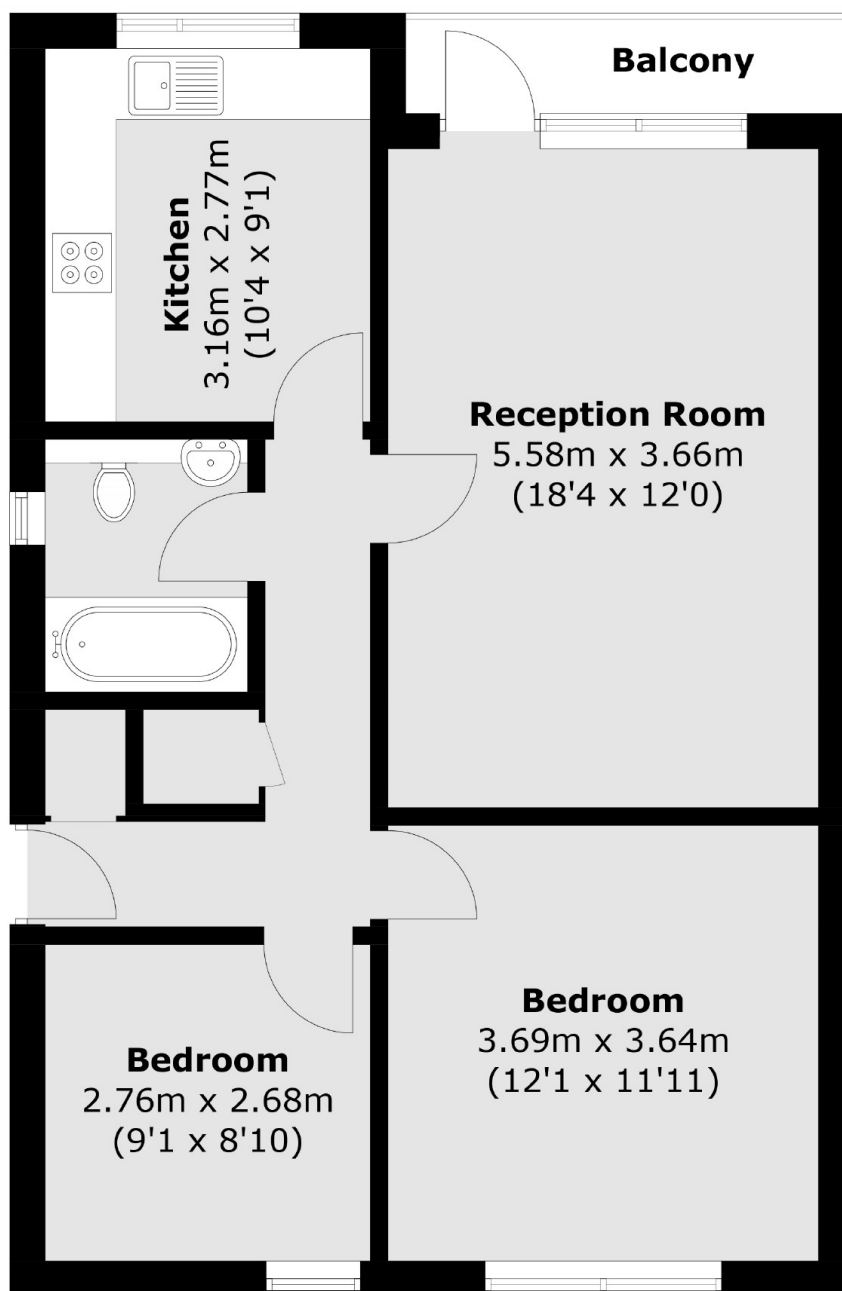 Balcony
Kitchen
3.16m x 2.77m
(10'4 x 9'1)
Reception Room
5.58m x 3.66m
(18'4 x 12'0)
Bedroom
3.69m x 3.64m
(12'1 x 11'11)
Bedroom
2.76m x 2.68m
(9'1 x 8'10)